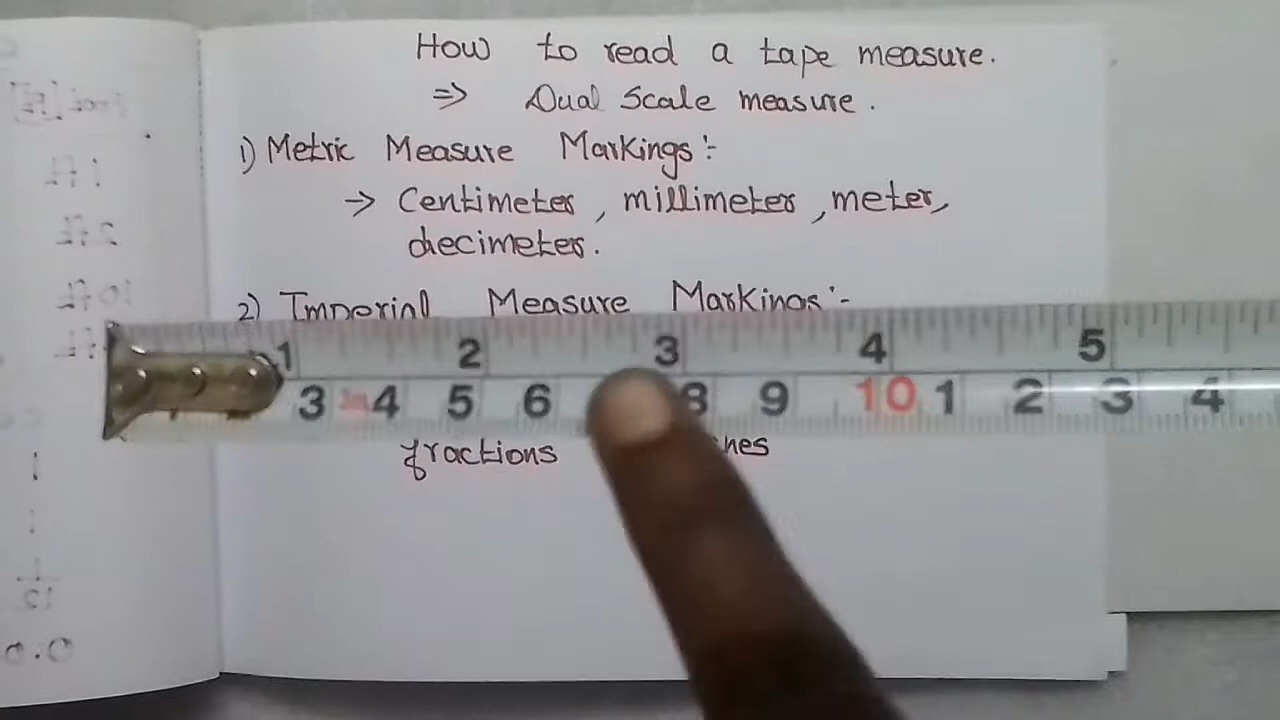 How to read a tape measure.
⇒ Dual Scale measure.
1) Metric Measure Markings:-
→ Centimeter, millimeter, meter,
decimeter.
2) Imperial Measure Markings:-
1 2 3 4 5
3 4 5 6 8 9 10 1 2 3 4
fractions